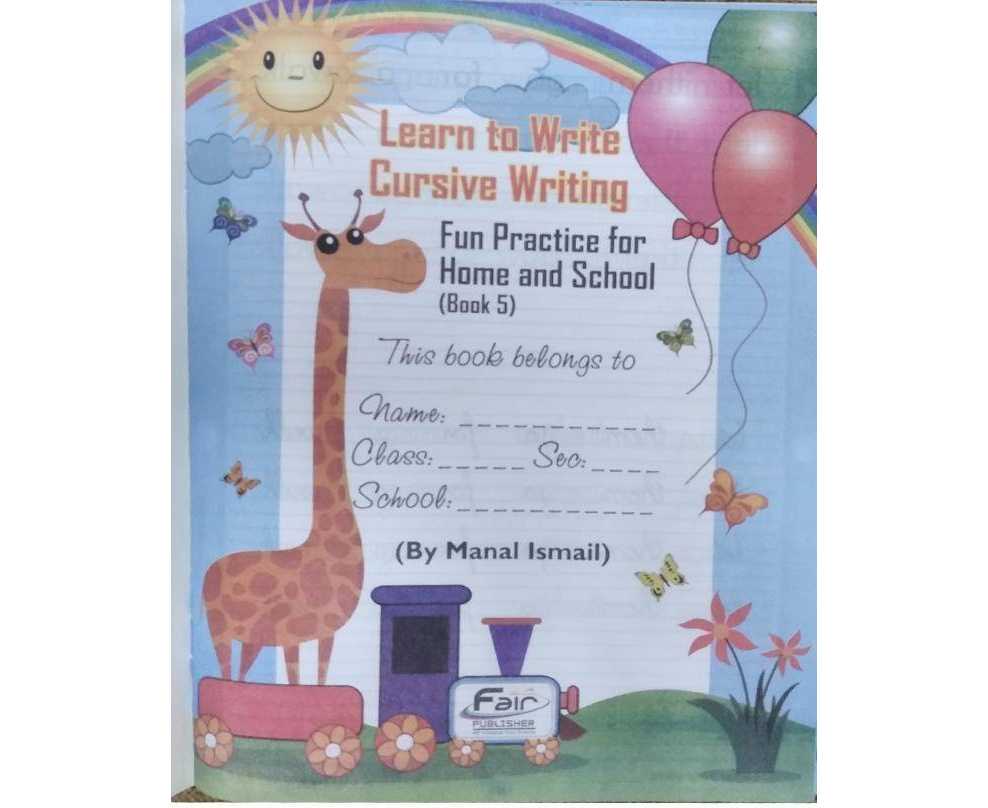 Learn to Write
Cursive Writing
Fun Practice for
Home and School
(Book 5)
This book belongs to
Name: ___________
Class: _____ Sec: ____
School: ___________
(By Manal Ismail)
Fair
PUBLISHER